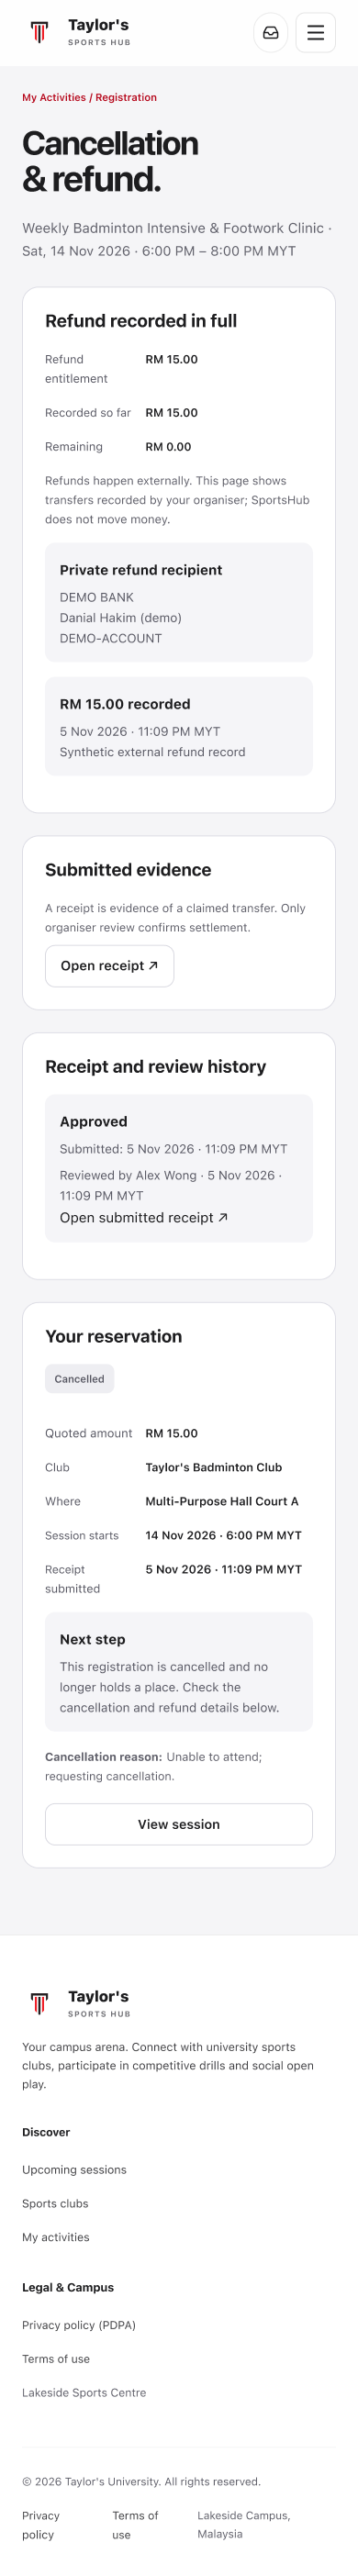 Taylor's
SPORTS HUB
My Activities / Registration
Cancellation
& refund.
Weekly Badminton Intensive & Footwork Clinic ·
Sat, 14 Nov 2026 · 6:00 PM – 8:00 PM MYT
Refund recorded in full
Refund
entitlement
RM 15.00
Recorded so far RM 15.00
Remaining RM 0.00
Refunds happen externally. This page shows
transfers recorded by your organiser; SportsHub
does not move money.
Private refund recipient
DEMO BANK
Danial Hakim (demo)
DEMO-ACCOUNT
RM 15.00 recorded
5 Nov 2026 · 11:09 PM MYT
Synthetic external refund record
Submitted evidence
A receipt is evidence of a claimed transfer. Only
organiser review confirms settlement.
Open receipt ↗
Receipt and review history
Approved
Submitted: 5 Nov 2026 · 11:09 PM MYT
Reviewed by Alex Wong · 5 Nov 2026 ·
11:09 PM MYT
Open submitted receipt ↗
Your reservation
Cancelled
Quoted amount RM 15.00
Club Taylor's Badminton Club
Where Multi-Purpose Hall Court A
Session starts 14 Nov 2026 · 6:00 PM MYT
Receipt
submitted
5 Nov 2026 · 11:09 PM MYT
Next step
This registration is cancelled and no
longer holds a place. Check the
cancellation and refund details below.
Cancellation reason: Unable to attend;
requesting cancellation.
View session
Taylor's
SPORTS HUB
Your campus arena. Connect with university sports
clubs, participate in competitive drills and social open
play.
Discover
Upcoming sessions
Sports clubs
My activities
Legal & Campus
Privacy policy (PDPA)
Terms of use
Lakeside Sports Centre
© 2026 Taylor's University. All rights reserved.
Privacy
policy
Terms of
use
Lakeside Campus,
Malaysia